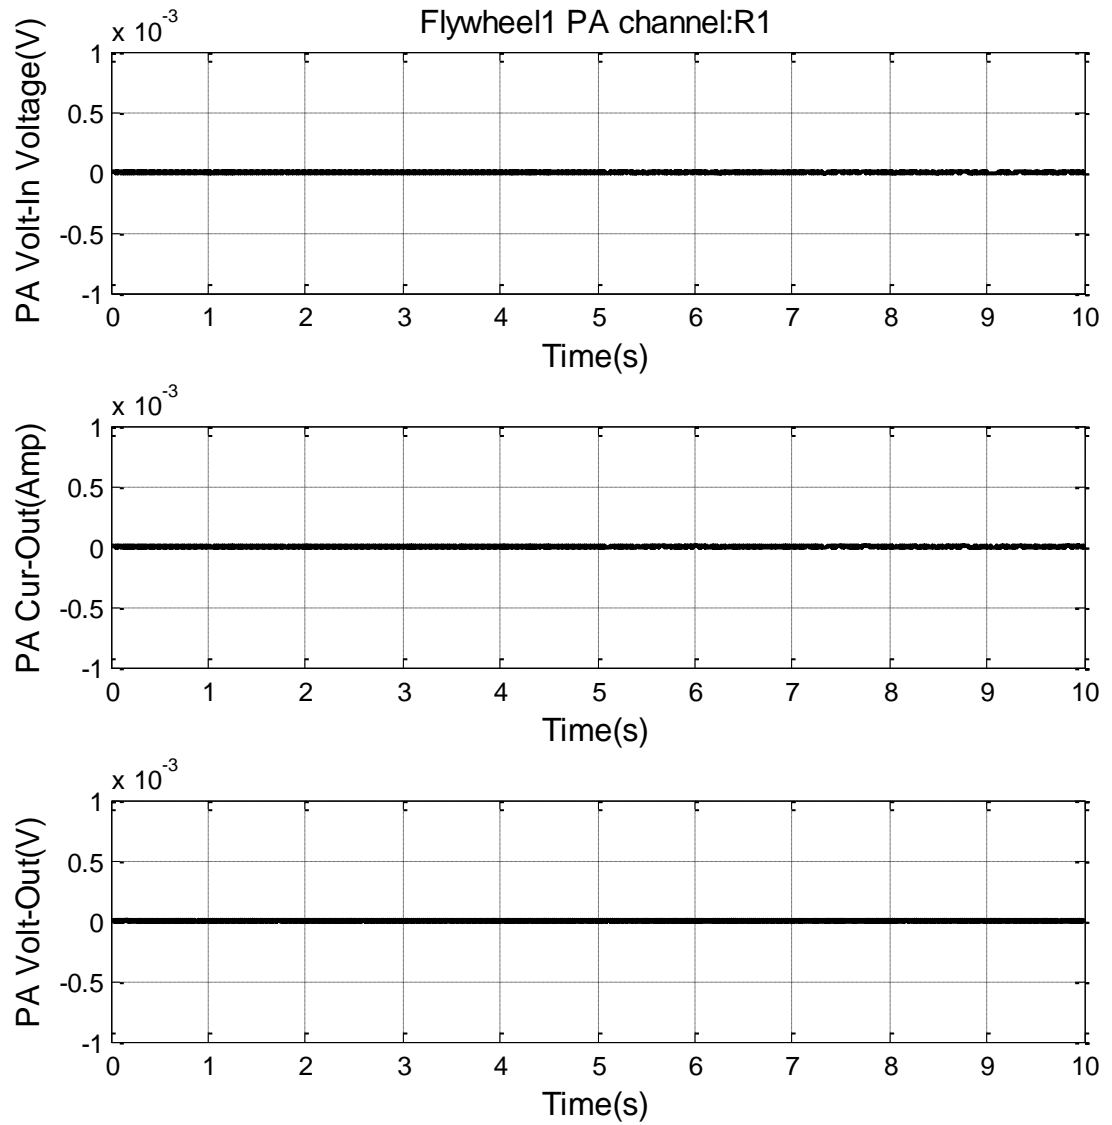 Flywheel1 PA channel:R1
x 10^-3
PA Volt-In Voltage(V)
1
0.5
0
-0.5
-1
0 1 2 3 4 5 6 7 8 9 10
Time(s)
x 10^-3
PA Cur-Out(Amp)
1
0.5
0
-0.5
-1
0 1 2 3 4 5 6 7 8 9 10
Time(s)
x 10^-3
PA Volt-Out(V)
1
0.5
0
-0.5
-1
0 1 2 3 4 5 6 7 8 9 10
Time(s)